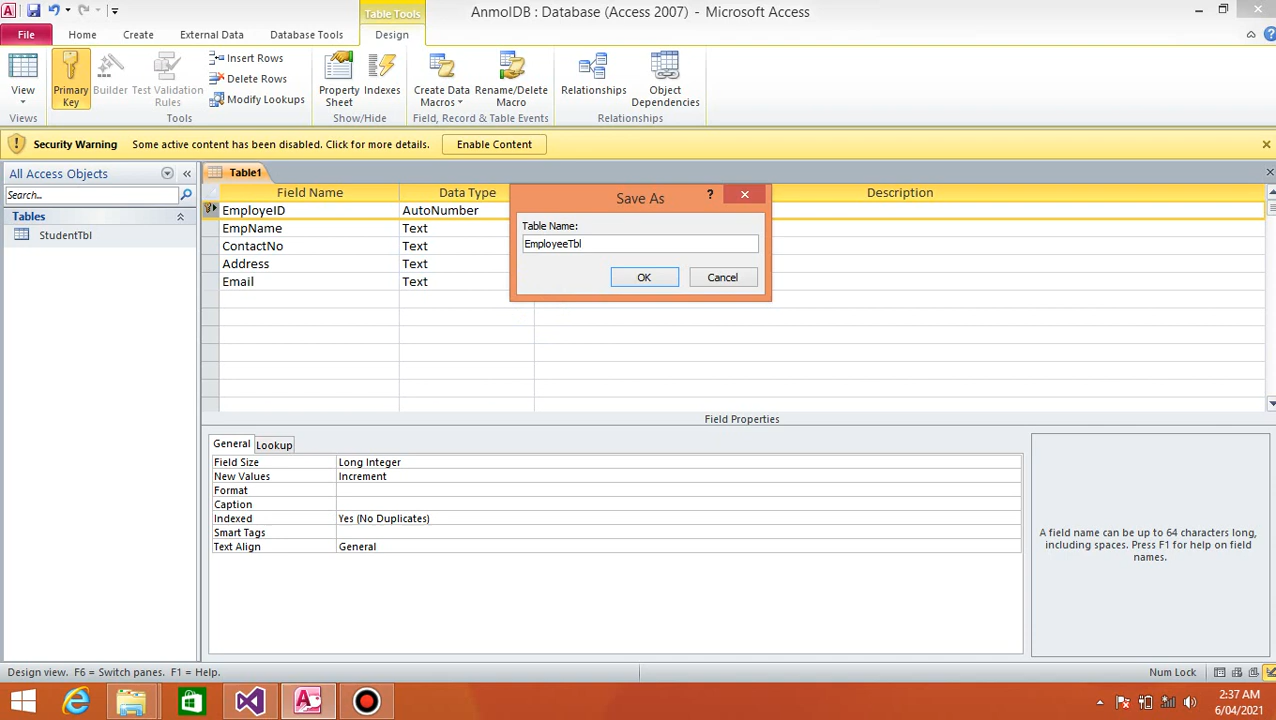 AnmolDB : Database (Access 2007) - Microsoft Access
Table Tools
File Home Create External Data Database Tools Design
View
Primary Key
Builder
Test Validation Rules
Insert Rows
Delete Rows
Modify Lookups
Property Sheet
Indexes
Create Data Macros
Rename/Delete Macro
Relationships
Object Dependencies
Views Tools Show/Hide Field, Record & Table Events Relationships
Security Warning Some active content has been disabled. Click for more details. Enable Content
All Access Objects
Search...
Tables
StudentTbl
Table1
Field Name Data Type Description
EmployeID AutoNumber
EmpName Text
ContactNo Text
Address Text
Email Text
Save As ?
Table Name:
EmployeeTbl
OK Cancel
Field Properties
General Lookup
Field Size Long Integer
New Values Increment
Format
Caption
Indexed Yes (No Duplicates)
Smart Tags
Text Align General
A field name can be up to 64 characters long,
including spaces. Press F1 for help on field
names.
Design view. F6 = Switch panes. F1 = Help. Num Lock
2:37 AM
6/04/2021